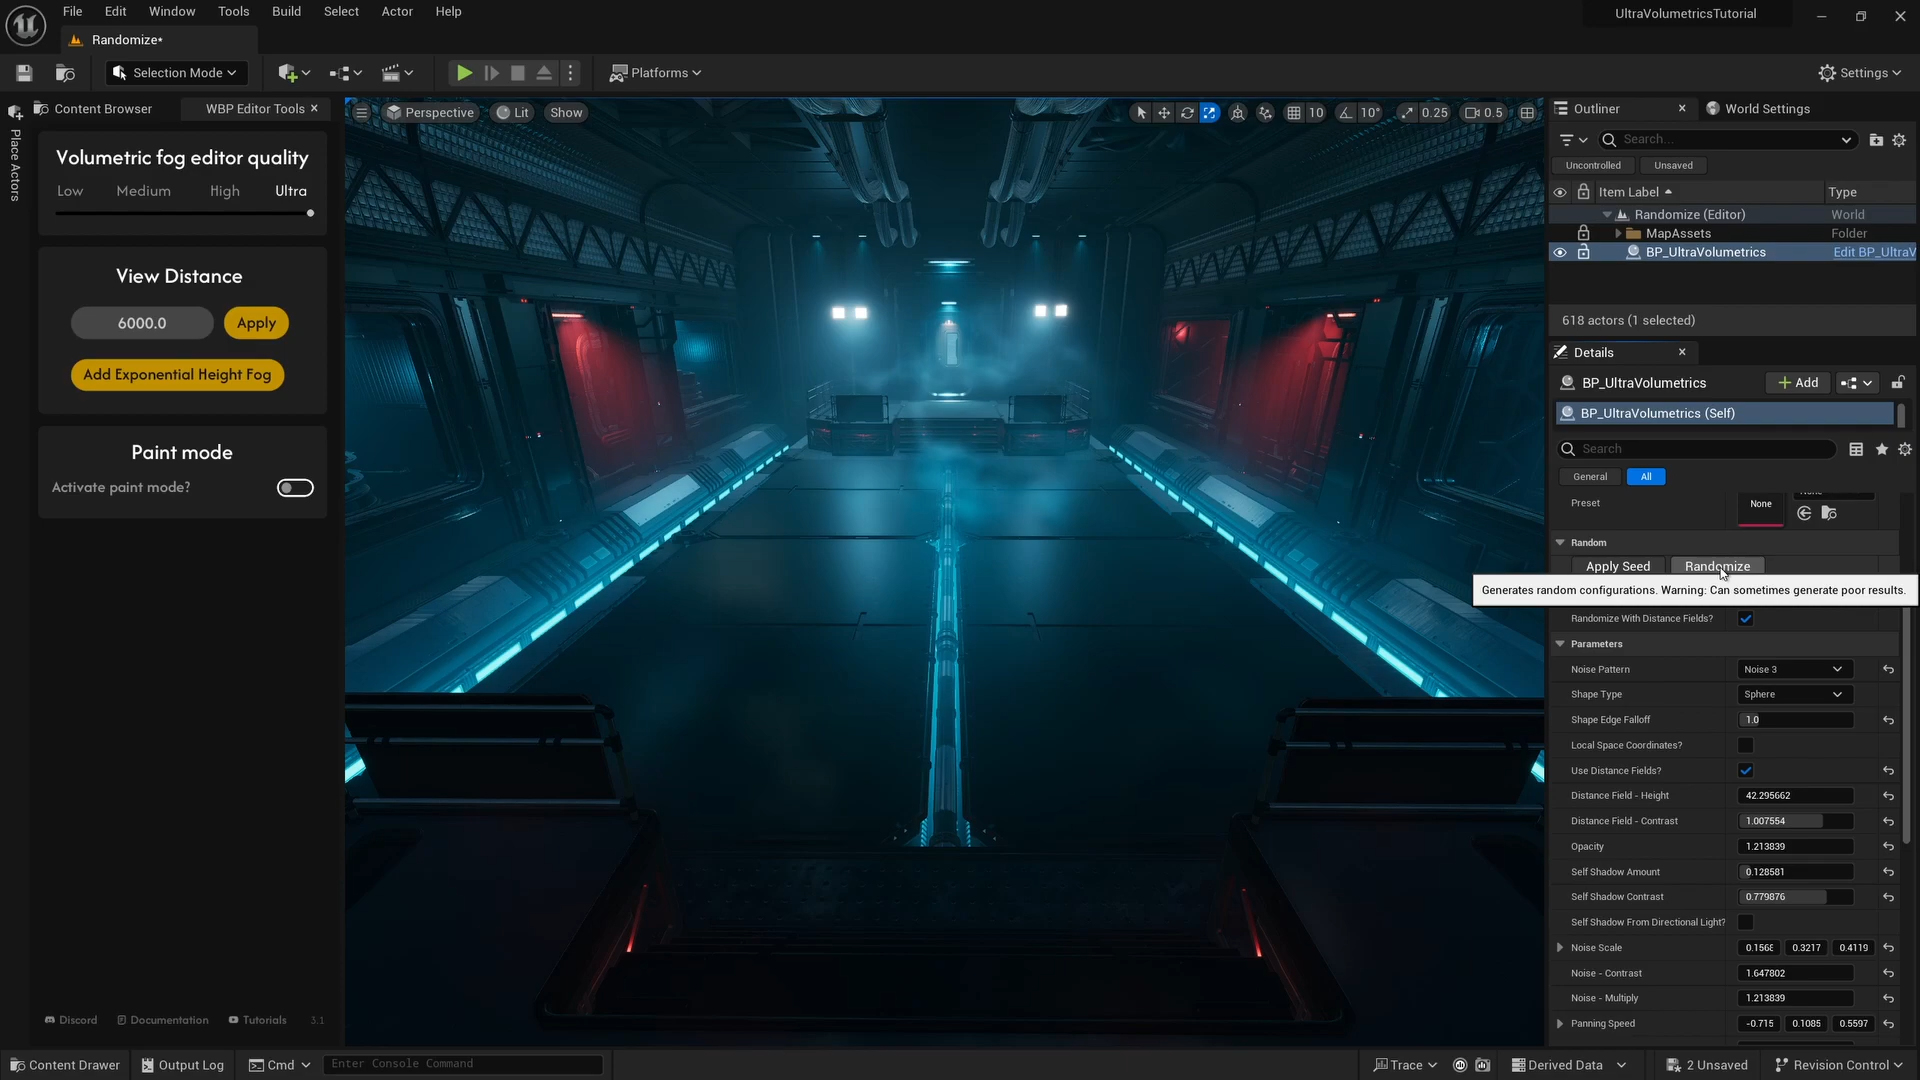 File Edit Window Tools Build Select Actor Help
UltraVolumetricsTutorial
Randomize•
Selection Mode
Platforms
Settings
Place Actors
Content Browser
WBP Editor Tools
Volumetric fog editor quality
Low Medium High Ultra
View Distance
6000.0 Apply
Add Exponential Height Fog
Paint mode
Activate paint mode?
Discord Documentation Tutorials 3.1
Perspective Lit Show
10 10° 0.25 0.5
Outliner World Settings
Search...
Uncontrolled Unsaved
Item Label Type
Randomize (Editor) World
MapAssets Folder
BP_UltraVolumetrics Edit BP_UltraV
618 actors (1 selected)
Details
BP_UltraVolumetrics Add
BP_UltraVolumetrics (Self)
Search
General All
Preset None
Random
Apply Seed Randomize
Generates random configurations. Warning: Can sometimes generate poor results.
Randomize With Distance Fields?
Parameters
Noise Pattern Noise 3
Shape Type Sphere
Shape Edge Falloff 1.0
Local Space Coordinates?
Use Distance Fields?
Distance Field - Height 42.295662
Distance Field - Contrast 1.007554
Opacity 1.213839
Self Shadow Amount 0.128581
Self Shadow Contrast 0.779876
Self Shadow From Directional Light?
Noise Scale 0.3217 0.4119
Noise - Contrast 1.647802
Noise - Multiply 1.213839
Panning Speed -0.715 0.1085 0.5597
Content Drawer Output Log Cmd Enter Console Command
Trace Derived Data 2 Unsaved Revision Control